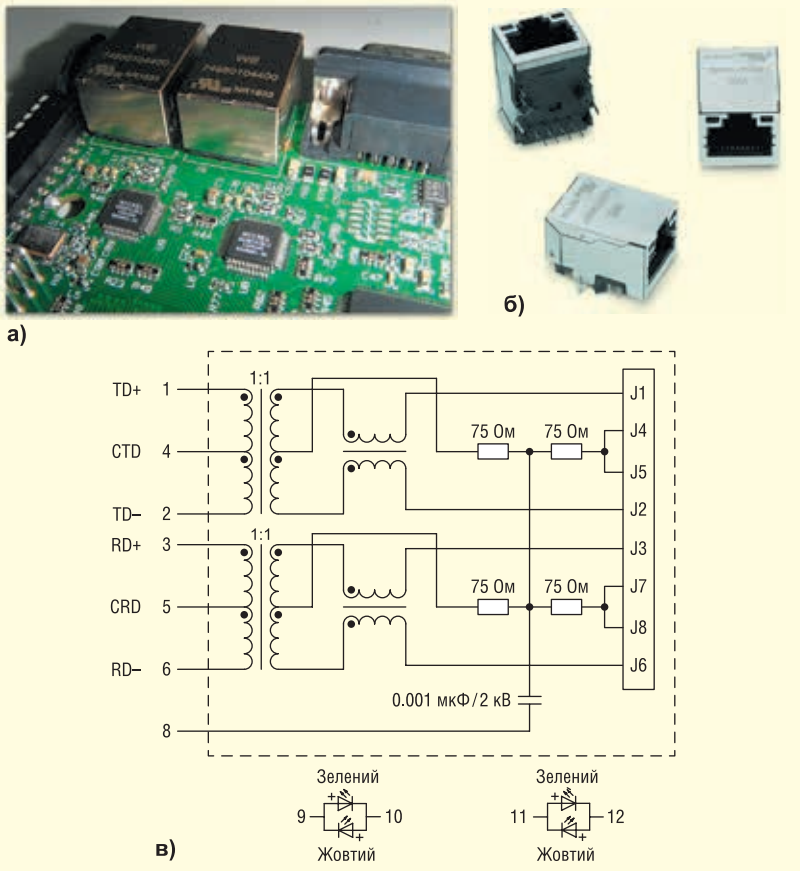 WE
а)
б)
TD+ 1
1:1
J1
75 Ом 75 Ом
J4
CTD 4
J5
TD– 2
J2
RD+ 3
1:1
J3
75 Ом 75 Ом
J7
CRD 5
J8
RD– 6
J6
0.001 мкФ/2 кВ
8
Зелений Зелений
+ +
9 10 11 12
+ +
Жовтий Жовтий
в)